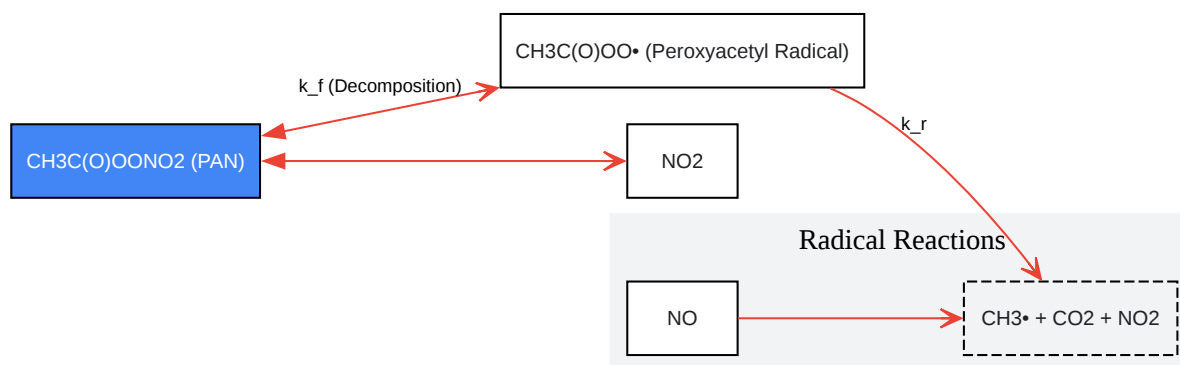 CH3C(O)OO• (Peroxyacetyl Radical)
k_f (Decomposition)
k_r
CH3C(O)OONO2 (PAN)
NO2
Radical Reactions
NO
CH3• + CO2 + NO2